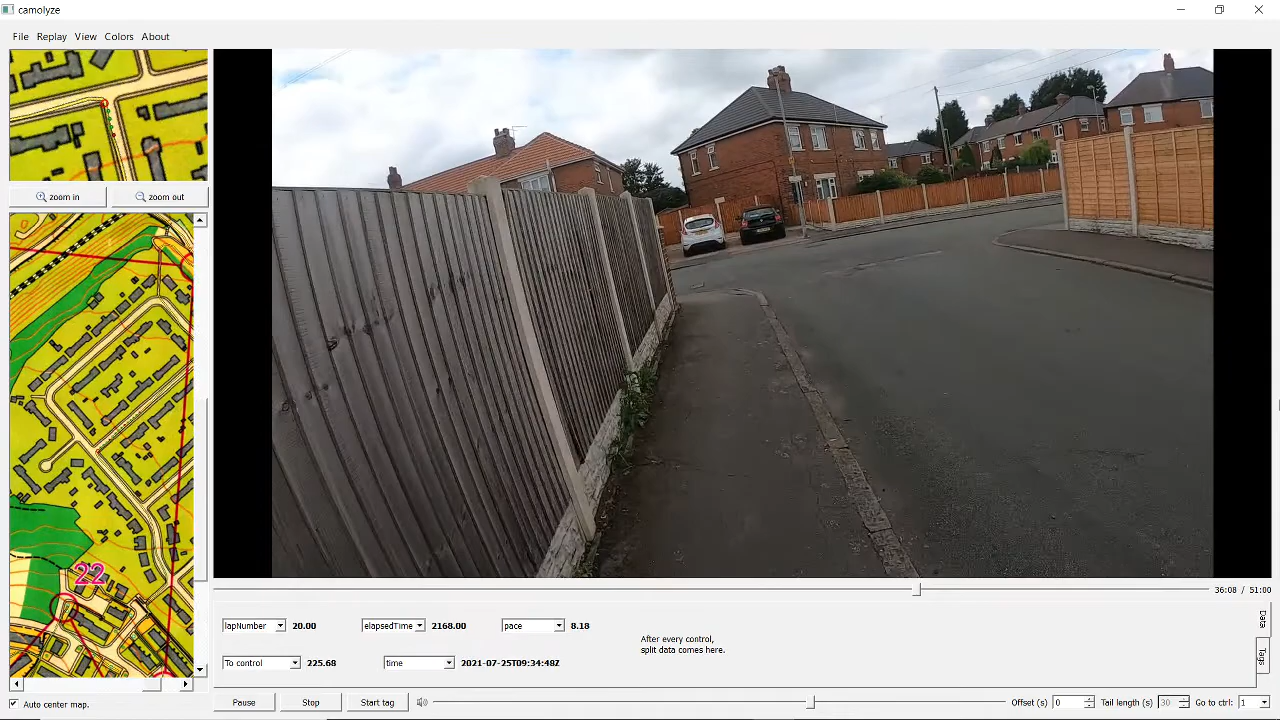 camolyze
File Replay View Colors About
zoom in zoom out
22
36:08 / 51:00
lapNumber 20.00 elapsedTime 2168.00 pace 8.18
After every control,
split data comes here.
To control 225.68 time 2021-07-25T09:34:48Z
Data
Tags
Auto center map.
Pause Stop Start tag Offset (s) 0 Tail length (s) 30 Go to ctrl: 1